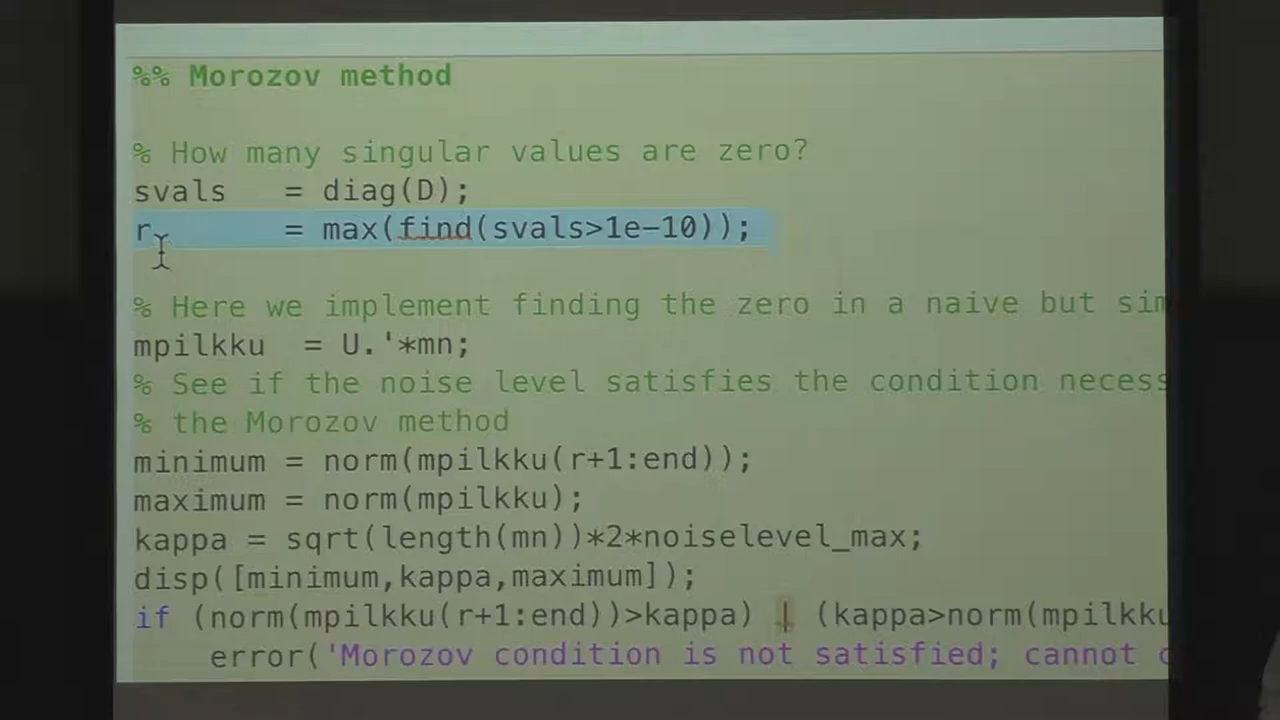 %% Morozov method
% How many singular values are zero?
svals   = diag(D);
r       = max(find(svals>1e-10));
% Here we implement finding the zero in a naive but
mpilkku  = U.'*mn;
% See if the noise level satisfies the condition
% the Morozov method
minimum = norm(mpilkku(r+1:end));
maximum = norm(mpilkku);
kappa = sqrt(length(mn))*2*noiselevel_max;
disp([minimum,kappa,maximum]);
if (norm(mpilkku(r+1:end))>kappa) | (kappa>norm(mpilkku
    error('Morozov condition is not satisfied; cannot